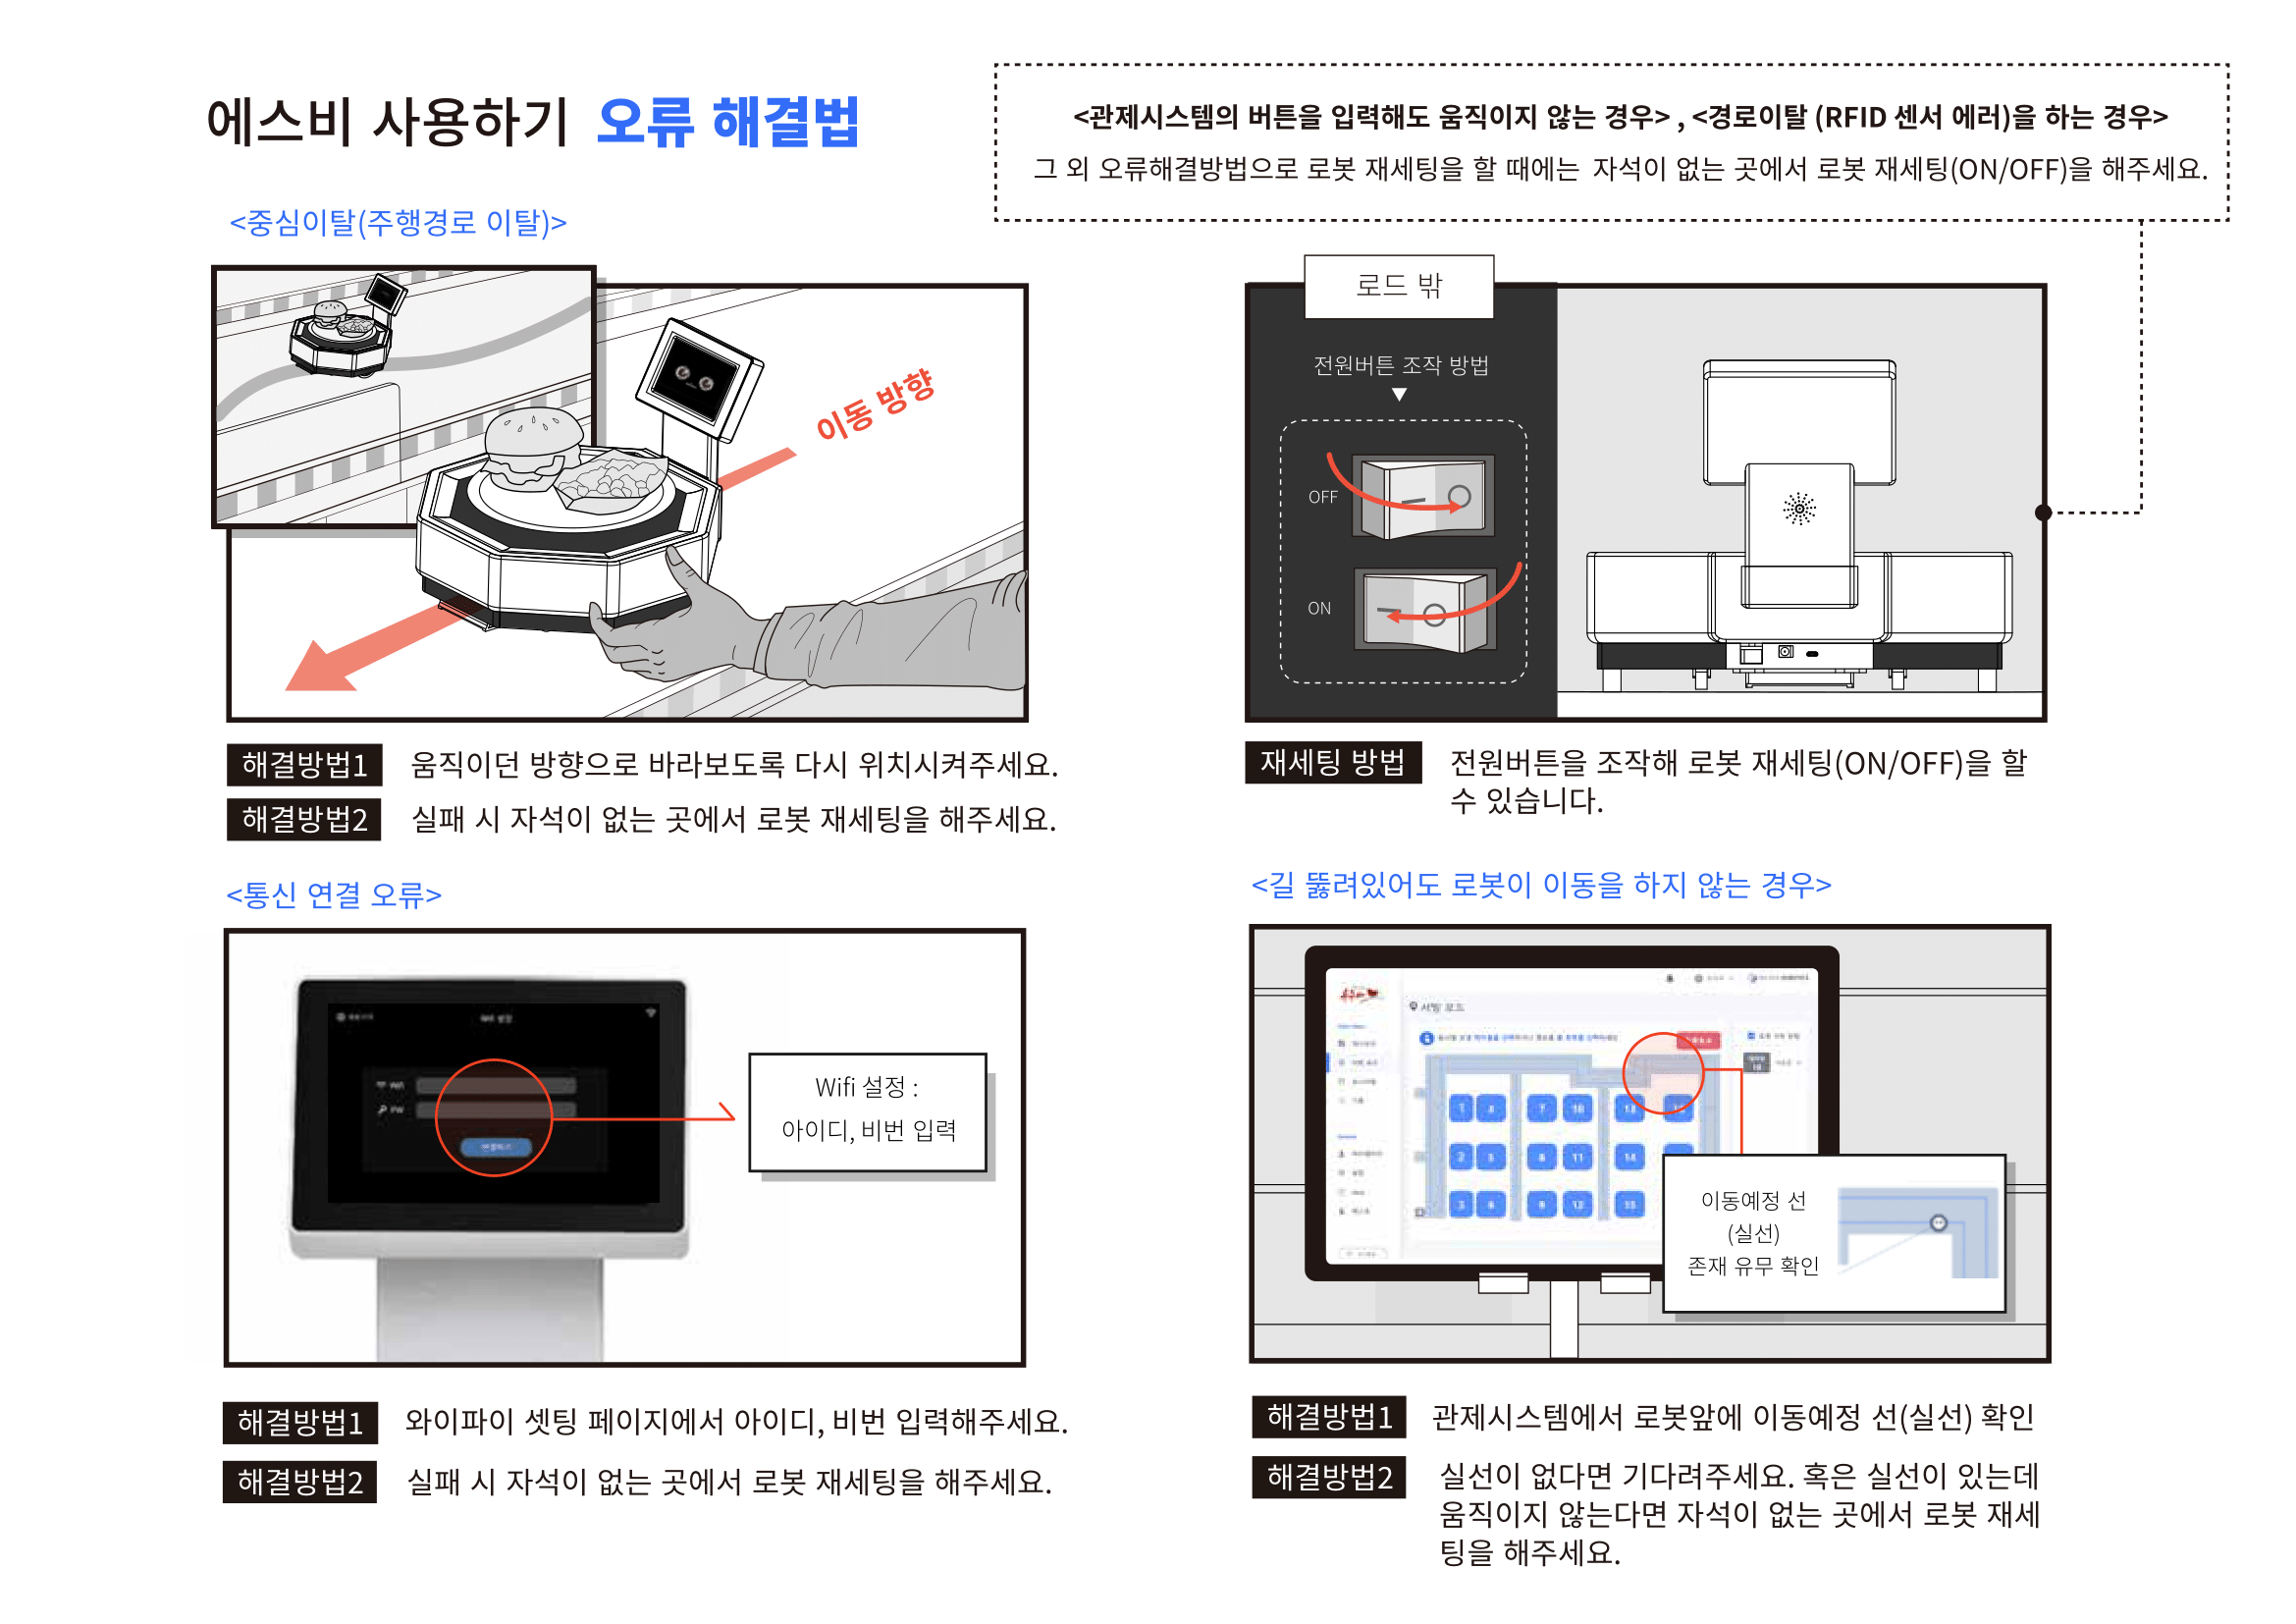 에스비 사용하기 오류 해결법
<관제시스템의 버튼을 입력해도 움직이지 않는 경우> , <경로이탈 (RFID 센서 에러)을 하는 경우>
그 외 오류해결방법으로 로봇 재세팅을 할 때에는 자석이 없는 곳에서 로봇 재세팅(ON/OFF)을 해주세요.
<중심이탈(주행경로 이탈)>
이동 방향
해결방법1 움직이던 방향으로 바라보도록 다시 위치시켜주세요.
해결방법2 실패 시 자석이 없는 곳에서 로봇 재세팅을 해주세요.
로드 밖
전원버튼 조작 방법
OFF
ON
재세팅 방법 전원버튼을 조작해 로봇 재세팅(ON/OFF)을 할
수 있습니다.
<통신 연결 오류>
Wifi
PW
Wifi 설정 :
아이디, 비번 입력
해결방법1 와이파이 셋팅 페이지에서 아이디, 비번 입력해주세요.
해결방법2 실패 시 자석이 없는 곳에서 로봇 재세팅을 해주세요.
<길 뚫려있어도 로봇이 이동을 하지 않는 경우>
서빙 모드
이동예정 선
(실선)
존재 유무 확인
해결방법1 관제시스템에서 로봇앞에 이동예정 선(실선) 확인
해결방법2 실선이 없다면 기다려주세요. 혹은 실선이 있는데
움직이지 않는다면 자석이 없는 곳에서 로봇 재세
팅을 해주세요.